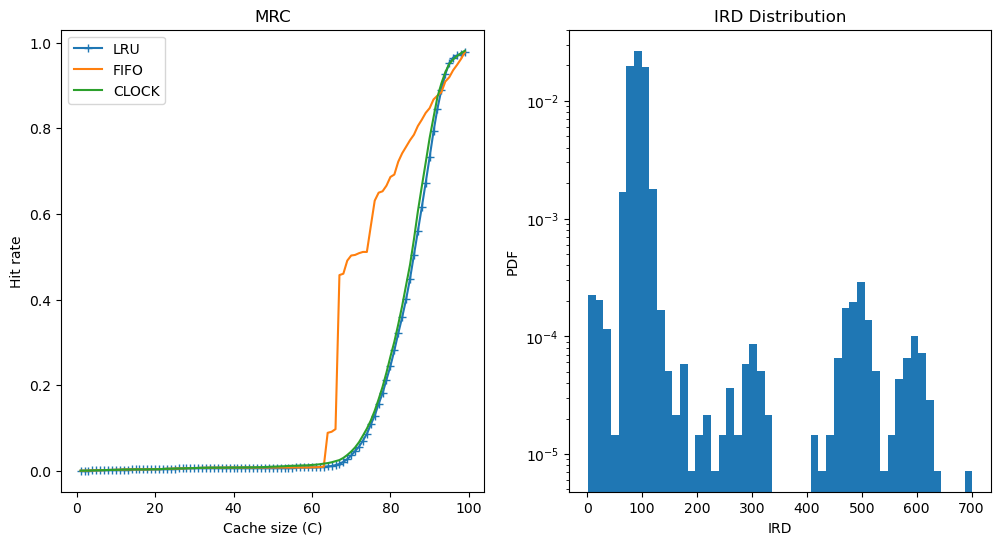 MRC
LRU
FIFO
CLOCK
1.0
0.8
0.6
0.4
0.2
0.0
Hit rate
0 20 40 60 80 100
Cache size (C)
IRD Distribution
10⁻²
10⁻³
10⁻⁴
10⁻⁵
PDF
0 100 200 300 400 500 600 700
IRD